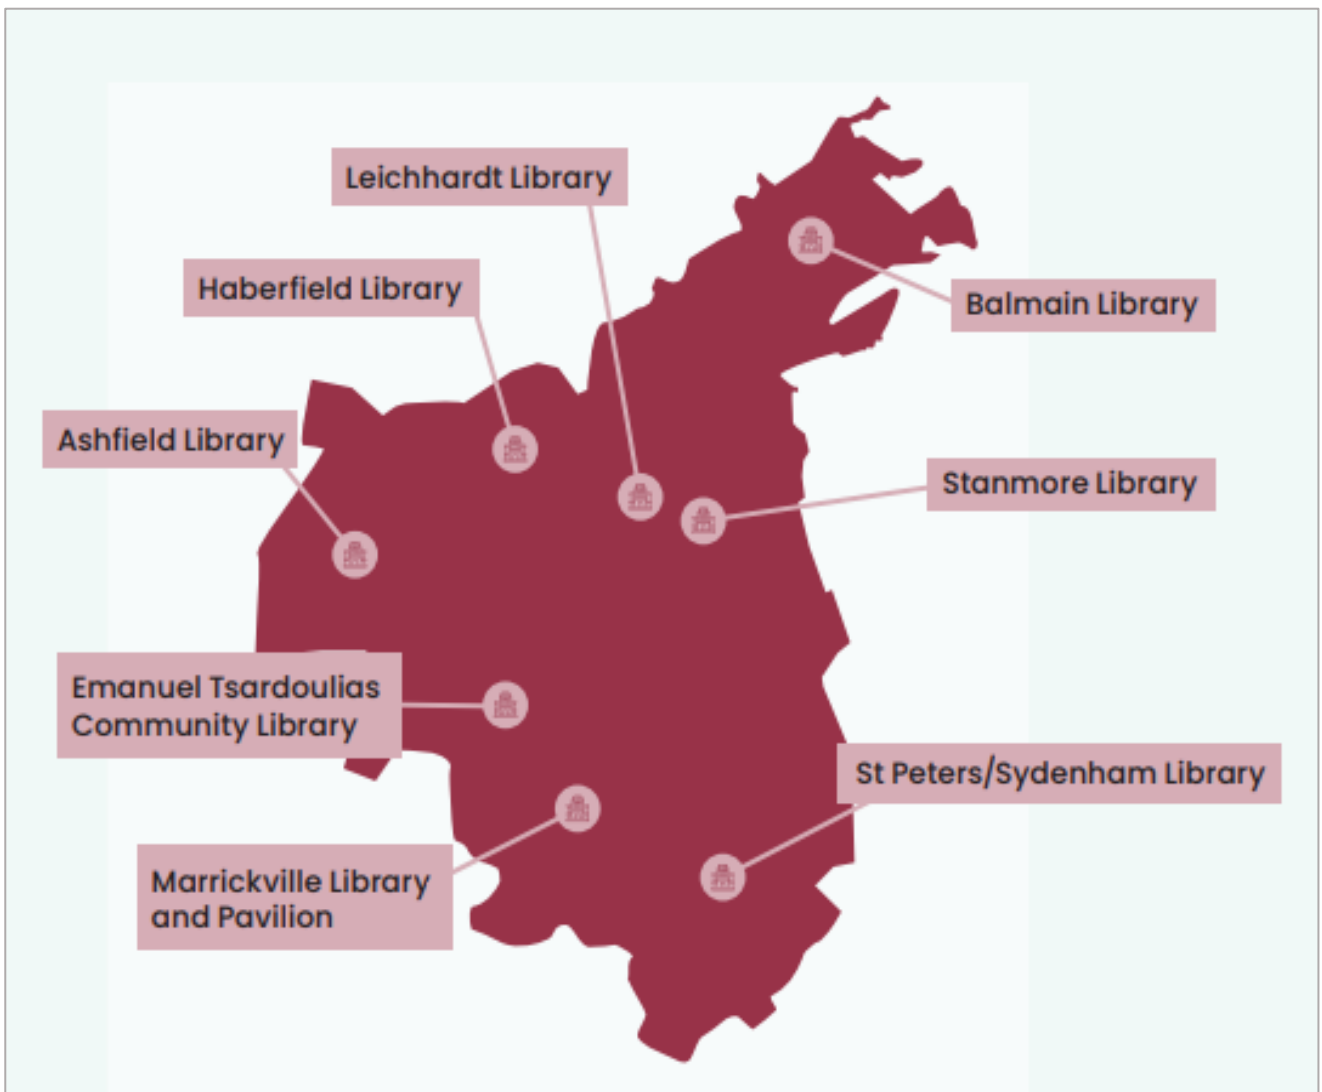 Leichhardt Library
Haberfield Library
Balmain Library
Ashfield Library
Stanmore Library
Emanuel Tsardoulias
Community Library
St Peters/Sydenham Library
Marrickville Library
and Pavilion